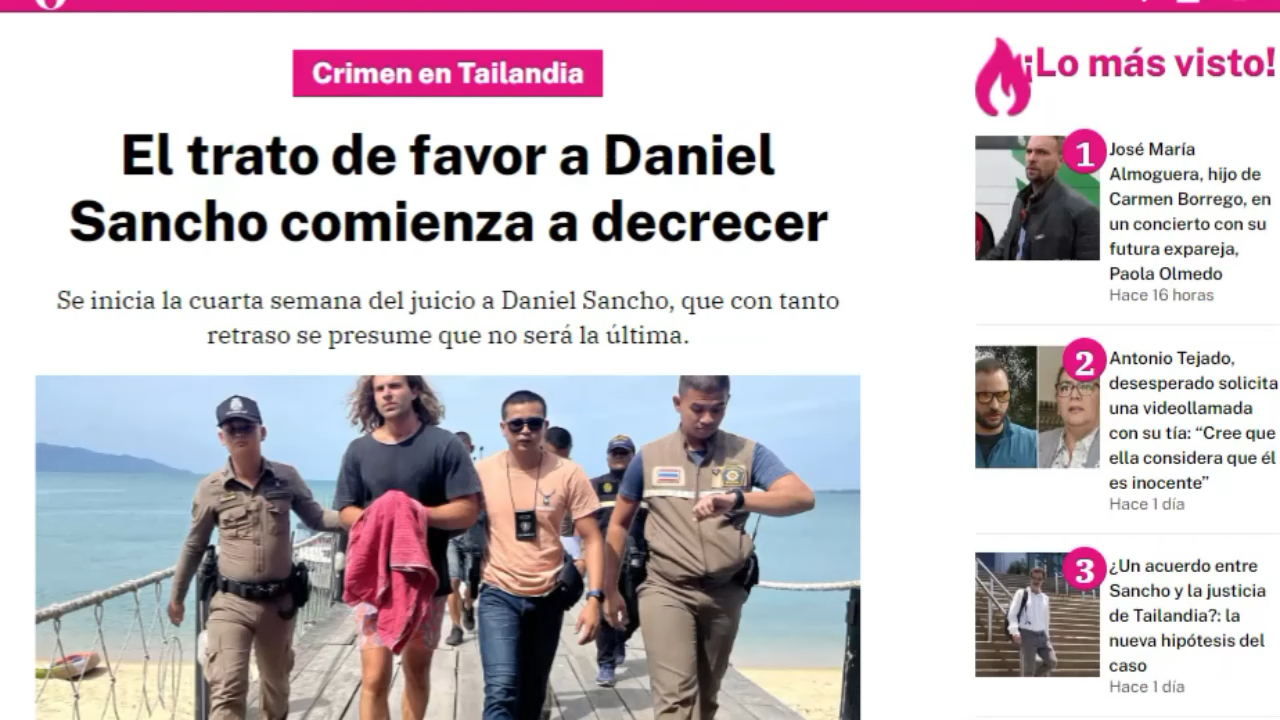 Crimen en Tailandia
El trato de favor a Daniel
Sancho comienza a decrecer
Se inicia la cuarta semana del juicio a Daniel Sancho, que con tanto
retraso se presume que no será la última.
¡Lo más visto!
1
José María
Almoguera, hijo de
Carmen Borrego, en
un concierto con su
futura expareja,
Paola Olmedo
Hace 16 horas
2
Antonio Tejado,
desesperado solicita
una videollamada
con su tía: “Cree que
ella considera que él
es inocente”
Hace 1 día
3
¿Un acuerdo entre
Sancho y la justicia
de Tailandia?: la
nueva hipótesis del
caso
Hace 1 día